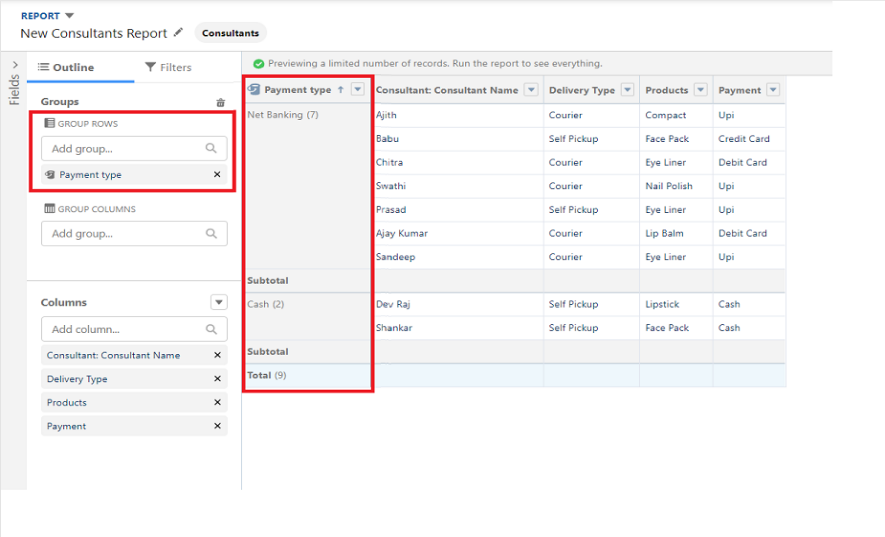 REPORT
New Consultants Report Consultants
Fields
Outline Filters
Previewing a limited number of records. Run the report to see everything.
Groups
GROUP ROWS
Add group...
Payment type
GROUP COLUMNS
Add group...
Columns
Add column...
Consultant: Consultant Name
Delivery Type
Products
Payment
Payment type Consultant: Consultant Name Delivery Type Products Payment
Net Banking (7) Ajith Courier Compact Upi
Babu Self Pickup Face Pack Credit Card
Chitra Courier Eye Liner Debit Card
Swathi Courier Nail Polish Upi
Prasad Self Pickup Eye Liner Upi
Ajay Kumar Courier Lip Balm Debit Card
Sandeep Courier Eye Liner Upi
Subtotal
Cash (2) Dev Raj Self Pickup Lipstick Cash
Shankar Self Pickup Face Pack Cash
Subtotal
Total (9)